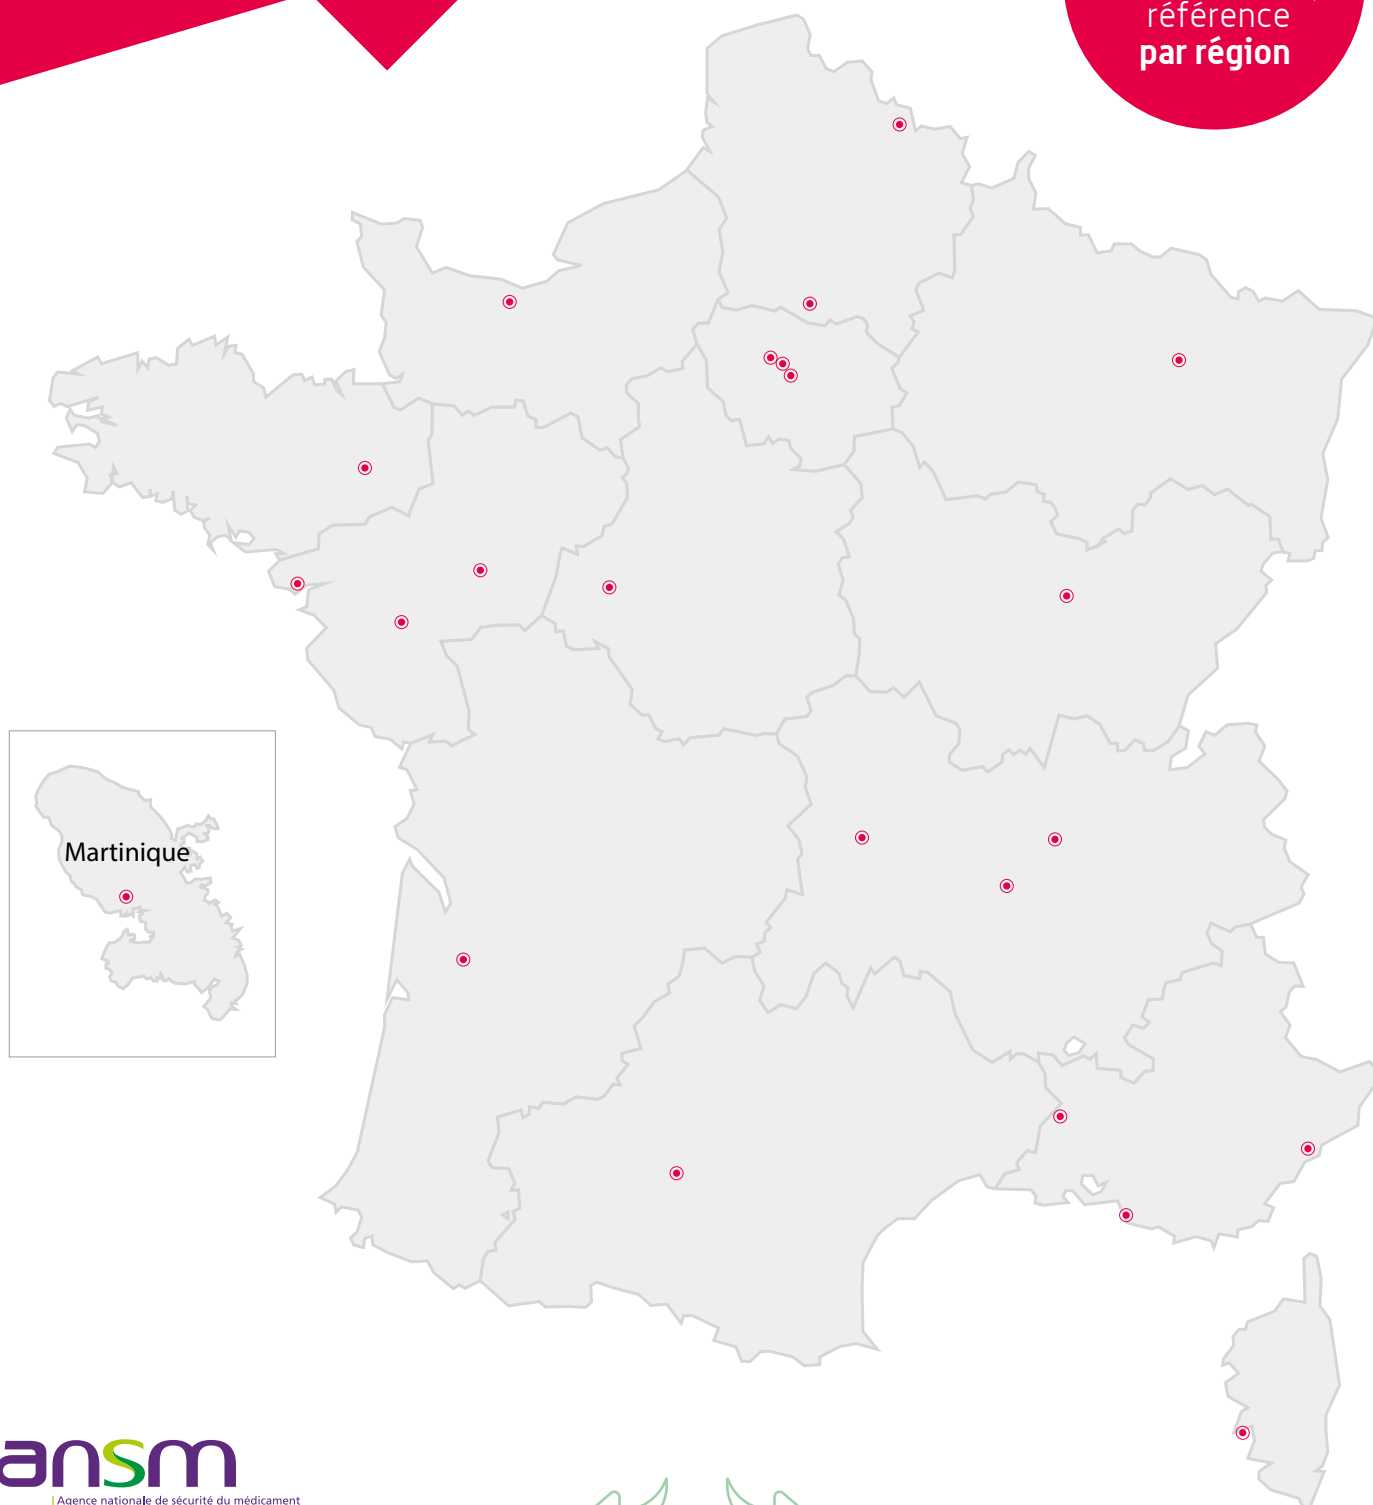 référence
par région
Martinique
ansm
Agence nationale de sécurité du médicament